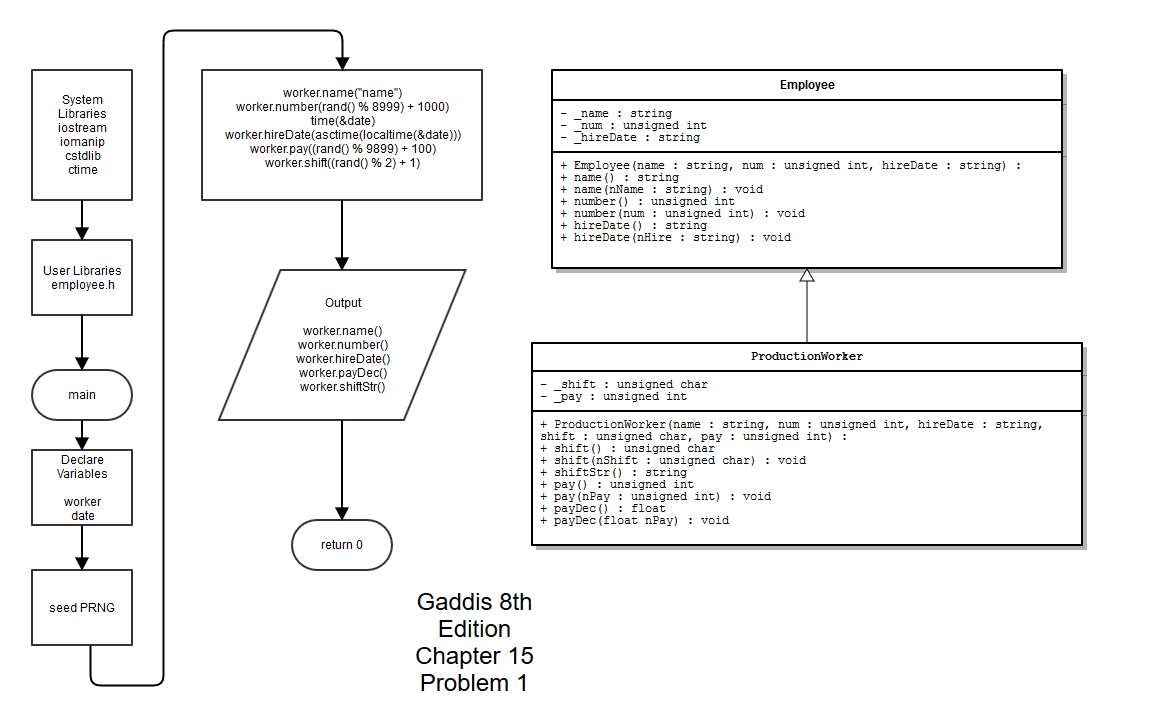 System
Libraries
iostream
iomanip
cstdlib
ctime
User Libraries
employee.h
main
Declare
Variables
worker
date
seed PRNG
worker.name("name")
worker.number(rand() % 8999) + 1000)
time(&date)
worker.hireDate(asctime(localtime(&date)))
worker.pay((rand() % 9899) + 100)
worker.shift((rand() % 2) + 1)
Output
worker.name()
worker.number()
worker.hireDate()
worker.payDec()
worker.shiftStr()
return 0
Employee
- _name : string
- _num : unsigned int
- _hireDate : string
+ Employee(name : string, num : unsigned int, hireDate : string) :
+ name() : string
+ name(nName : string) : void
+ number() : unsigned int
+ number(num : unsigned int) : void
+ hireDate() : string
+ hireDate(nHire : string) : void
ProductionWorker
- _shift : unsigned char
- _pay : unsigned int
+ ProductionWorker(name : string, num : unsigned int, hireDate : string,
shift : unsigned char, pay : unsigned int) :
+ shift() : unsigned char
+ shift(nShift : unsigned char) : void
+ shiftStr() : string
+ pay() : unsigned int
+ pay(nPay : unsigned int) : void
+ payDec() : float
+ payDec(float nPay) : void
Gaddis 8th
Edition
Chapter 15
Problem 1